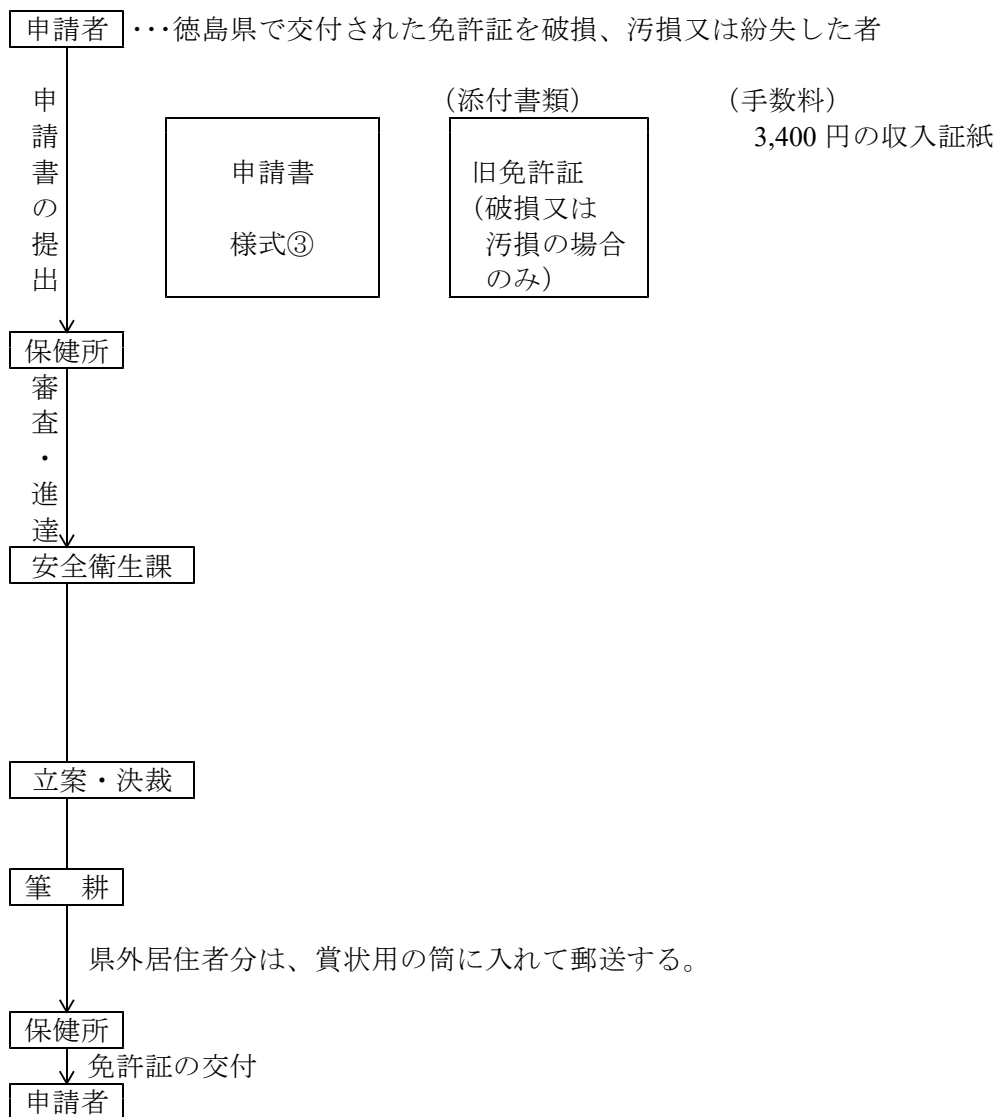 申請者 ・・・徳島県で交付された免許証を破損、汚損又は紛失した者
申請書の提出
（添付書類）
（手数料）
3,400 円の収入証紙
申請書
様式③
旧免許証
（破損又は
汚損の場合
のみ）
保健所
審査・進達
安全衛生課
立案・決裁
筆　耕
県外居住者分は、賞状用の筒に入れて郵送する。
保健所
免許証の交付
申請者